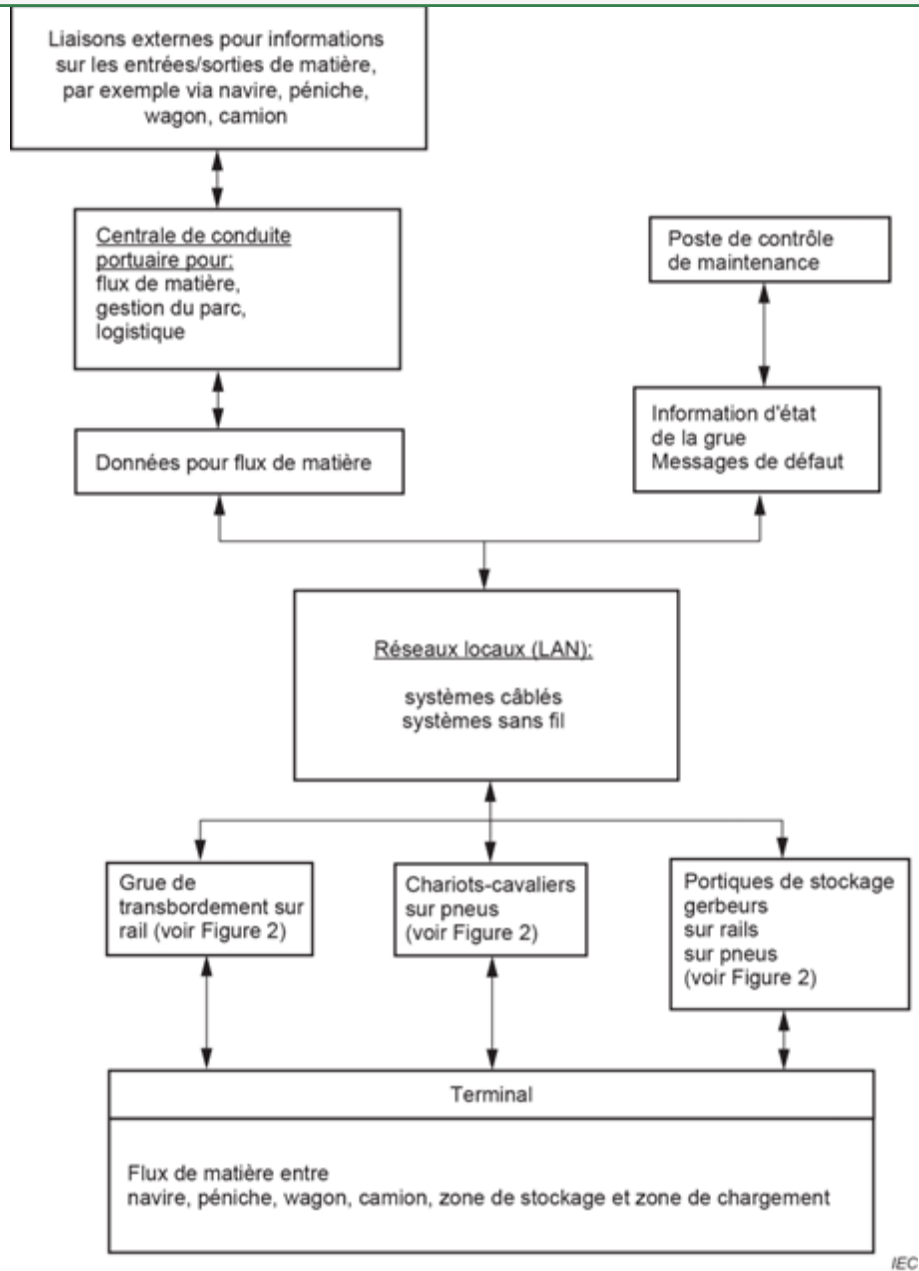 Liaisons externes pour informations
sur les entrées/sorties de matière,
par exemple via navire, péniche,
wagon, camion
Centrale de conduite
portuaire pour:
flux de matière,
gestion du parc,
logistique
Poste de contrôle
de maintenance
Données pour flux de matière
Information d'état
de la grue
Messages de défaut
Réseaux locaux (LAN):
systèmes câblés
systèmes sans fil
Grue de
transbordement sur
rail (voir Figure 2)
Chariots-cavaliers
sur pneus
(voir Figure 2)
Portiques de stockage
gerbeurs
sur rails
sur pneus
(voir Figure 2)
Terminal
Flux de matière entre
navire, péniche, wagon, camion, zone de stockage et zone de chargement
IEC